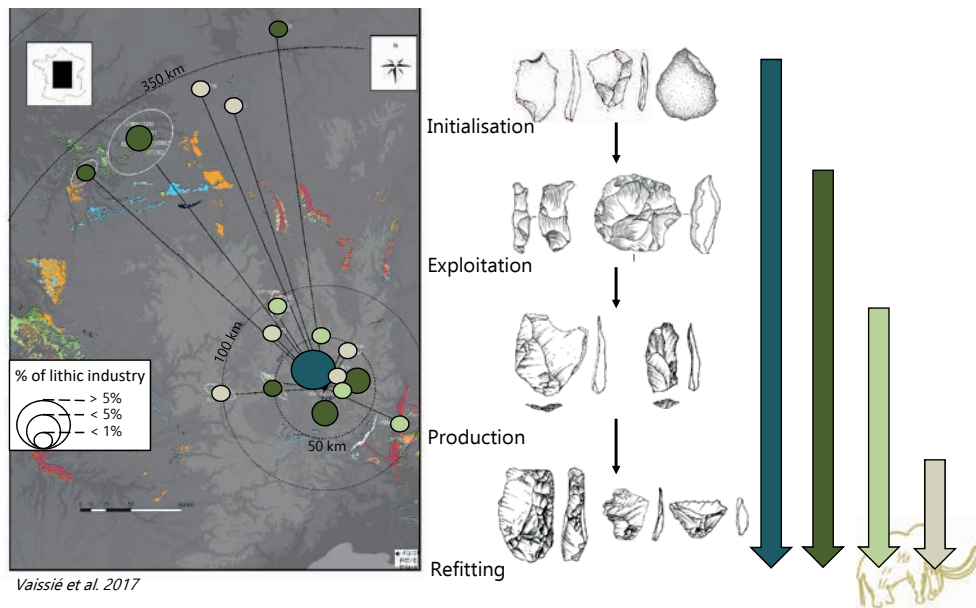 N
350 km
Initialisation
Exploitation
100 km
% of lithic industry
> 5%
< 5%
< 1%
50 km
Production
Refitting
Vaissié et al. 2017